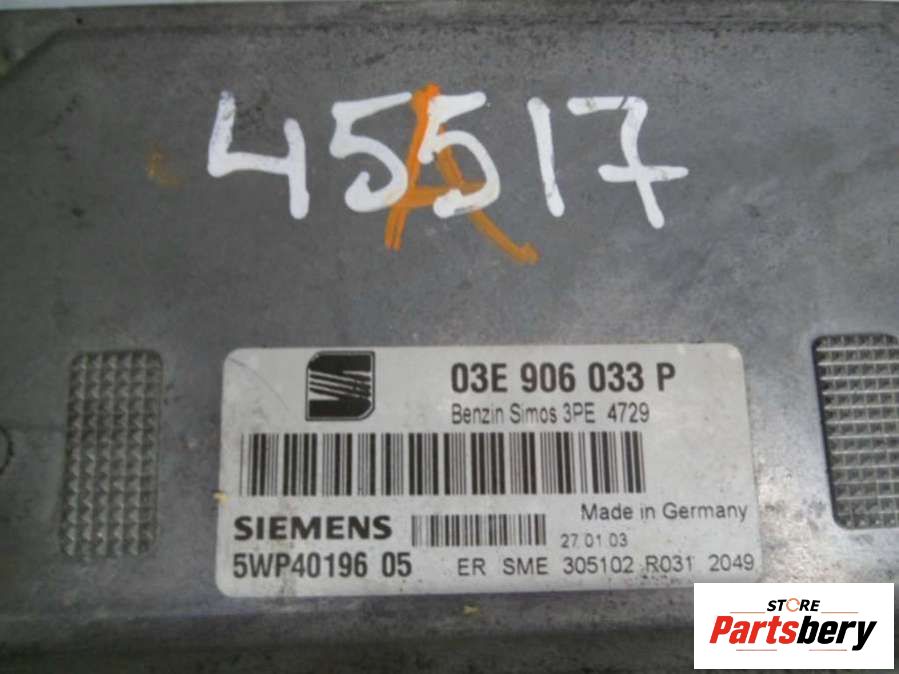 45517
A
03E 906 033 P
Benzin Simos 3PE 4729
Made in Germany
SIEMENS
27.01.03
5WP40196 05 ER SME 305102 R031 2049
STORE
Partsbery